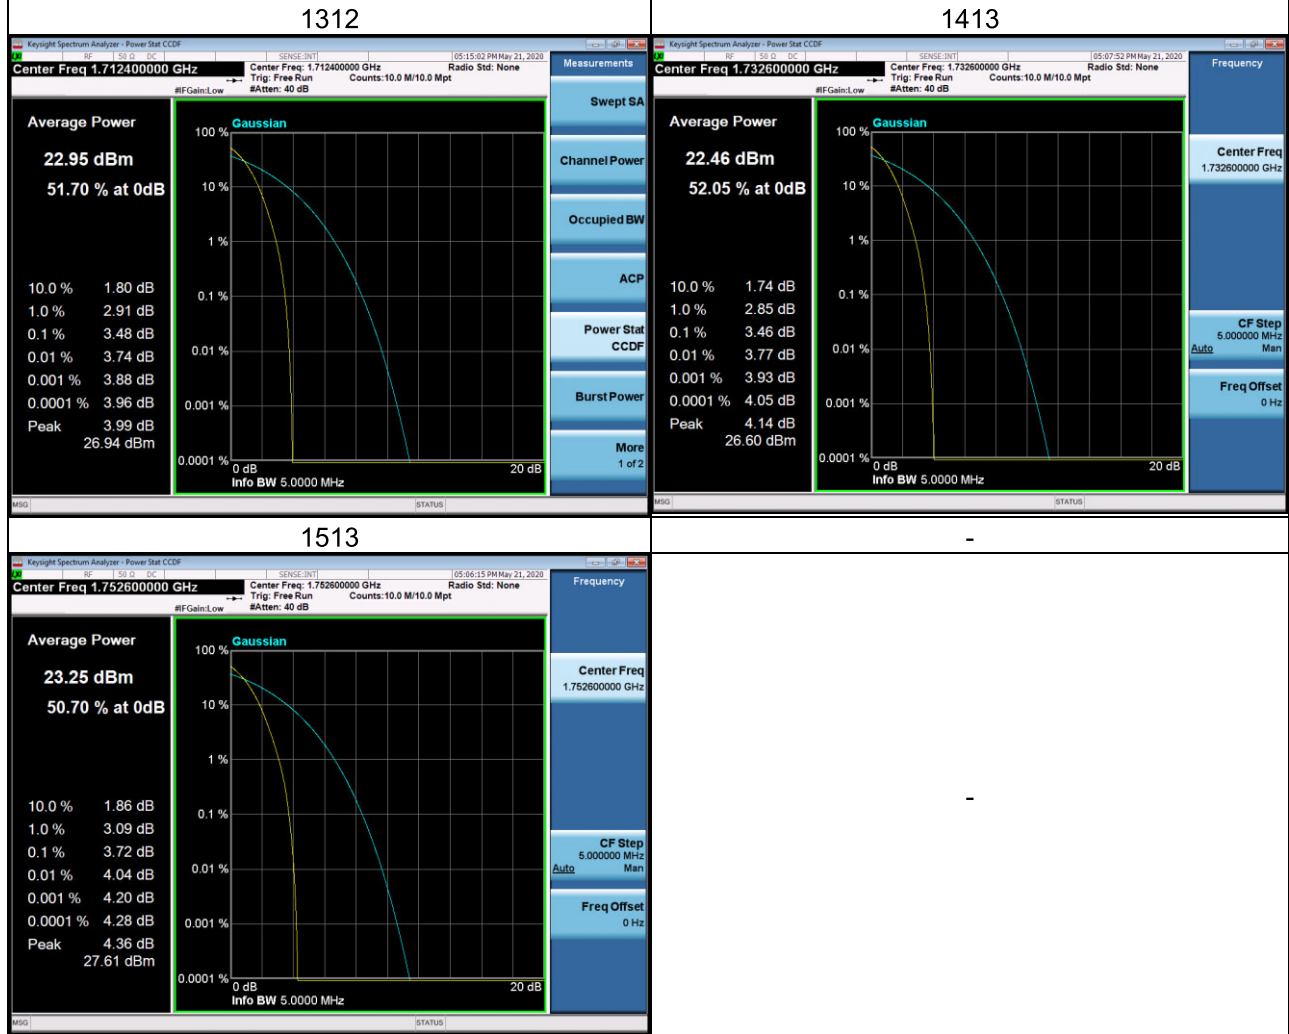 1312
1413
Keysight Spectrum Analyzer - Power Stat CCDF
RF 50 Ω DC SENSE:INT 05:15:02 PM May 21, 2020
Center Freq 1.712400000 GHz
Center Freq: 1.712400000 GHz Radio Std: None
Trig: Free Run Counts:10.0 M/10.0 Mpt
#IFGain:Low #Atten: 40 dB
Average Power
22.95 dBm
51.70 % at 0dB
10.0 % 1.80 dB
1.0 % 2.91 dB
0.1 % 3.48 dB
0.01 % 3.74 dB
0.001 % 3.88 dB
0.0001 % 3.96 dB
Peak 3.99 dB
26.94 dBm
Gaussian
100 %
10 %
1 %
0.1 %
0.01 %
0.001 %
0.0001 %
0 dB 20 dB
Info BW 5.0000 MHz
Measurements
Swept SA
Channel Power
Occupied BW
ACP
Power Stat
CCDF
Burst Power
More
1 of 2
MSG STATUS
Keysight Spectrum Analyzer - Power Stat CCDF
RF 50 Ω DC SENSE:INT 05:07:52 PM May 21, 2020
Center Freq 1.732600000 GHz
Center Freq: 1.732600000 GHz Radio Std: None
Trig: Free Run Counts:10.0 M/10.0 Mpt
#IFGain:Low #Atten: 40 dB
Average Power
22.46 dBm
52.05 % at 0dB
10.0 % 1.74 dB
1.0 % 2.85 dB
0.1 % 3.46 dB
0.01 % 3.77 dB
0.001 % 3.93 dB
0.0001 % 4.05 dB
Peak 4.14 dB
26.60 dBm
Gaussian
100 %
10 %
1 %
0.1 %
0.01 %
0.001 %
0.0001 %
0 dB 20 dB
Info BW 5.0000 MHz
Frequency
Center Freq
1.732600000 GHz
CF Step
5.000000 MHz
Auto Man
Freq Offset
0 Hz
MSG STATUS
1513
-
Keysight Spectrum Analyzer - Power Stat CCDF
RF 50 Ω DC SENSE:INT 05:06:15 PM May 21, 2020
Center Freq 1.752600000 GHz
Center Freq: 1.752600000 GHz Radio Std: None
Trig: Free Run Counts:10.0 M/10.0 Mpt
#IFGain:Low #Atten: 40 dB
Average Power
23.25 dBm
50.70 % at 0dB
10.0 % 1.86 dB
1.0 % 3.09 dB
0.1 % 3.72 dB
0.01 % 4.04 dB
0.001 % 4.20 dB
0.0001 % 4.28 dB
Peak 4.36 dB
27.61 dBm
Gaussian
100 %
10 %
1 %
0.1 %
0.01 %
0.001 %
0.0001 %
0 dB 20 dB
Info BW 5.0000 MHz
Frequency
Center Freq
1.752600000 GHz
CF Step
5.000000 MHz
Auto Man
Freq Offset
0 Hz
MSG STATUS
-